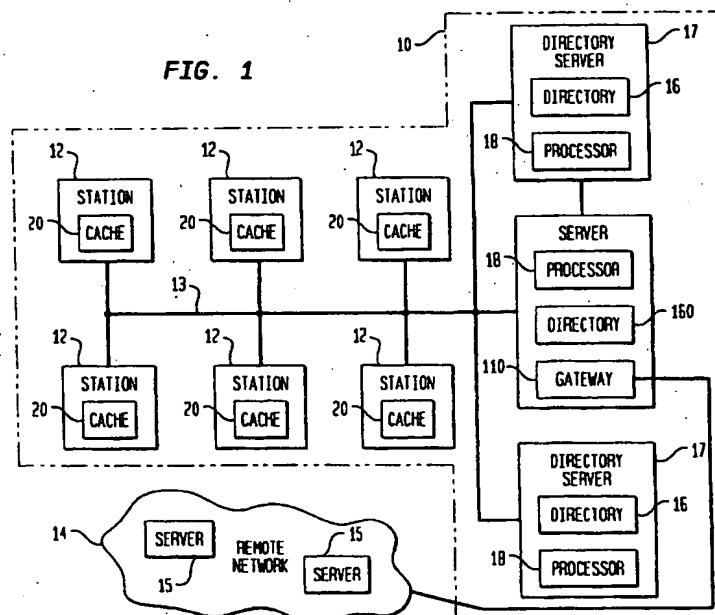 FIG. 1
10
DIRECTORY
SERVER
17
DIRECTORY
16
18
PROCESSOR
12
STATION
20
CACHE
12
STATION
20
CACHE
12
STATION
20
CACHE
13
SERVER
18
PROCESSOR
DIRECTORY
160
110
GATEWAY
12
STATION
20
CACHE
12
STATION
20
CACHE
12
STATION
20
CACHE
DIRECTORY
SERVER
17
DIRECTORY
16
18
PROCESSOR
14
SERVER
15
REMOTE
NETWORK
15
SERVER